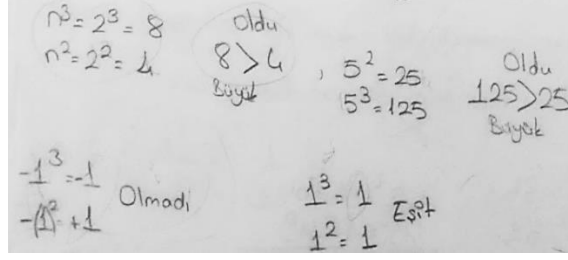 n³ = 2³ = 8
n² = 2² = 4
Oldu
8 > 4
Büyük
, 5² = 25
5³ = 125
Oldu
125 > 25
Büyük
-1³ = -1
-(1)² +1
Olmadı
1³ = 1
1² = 1
Eşit